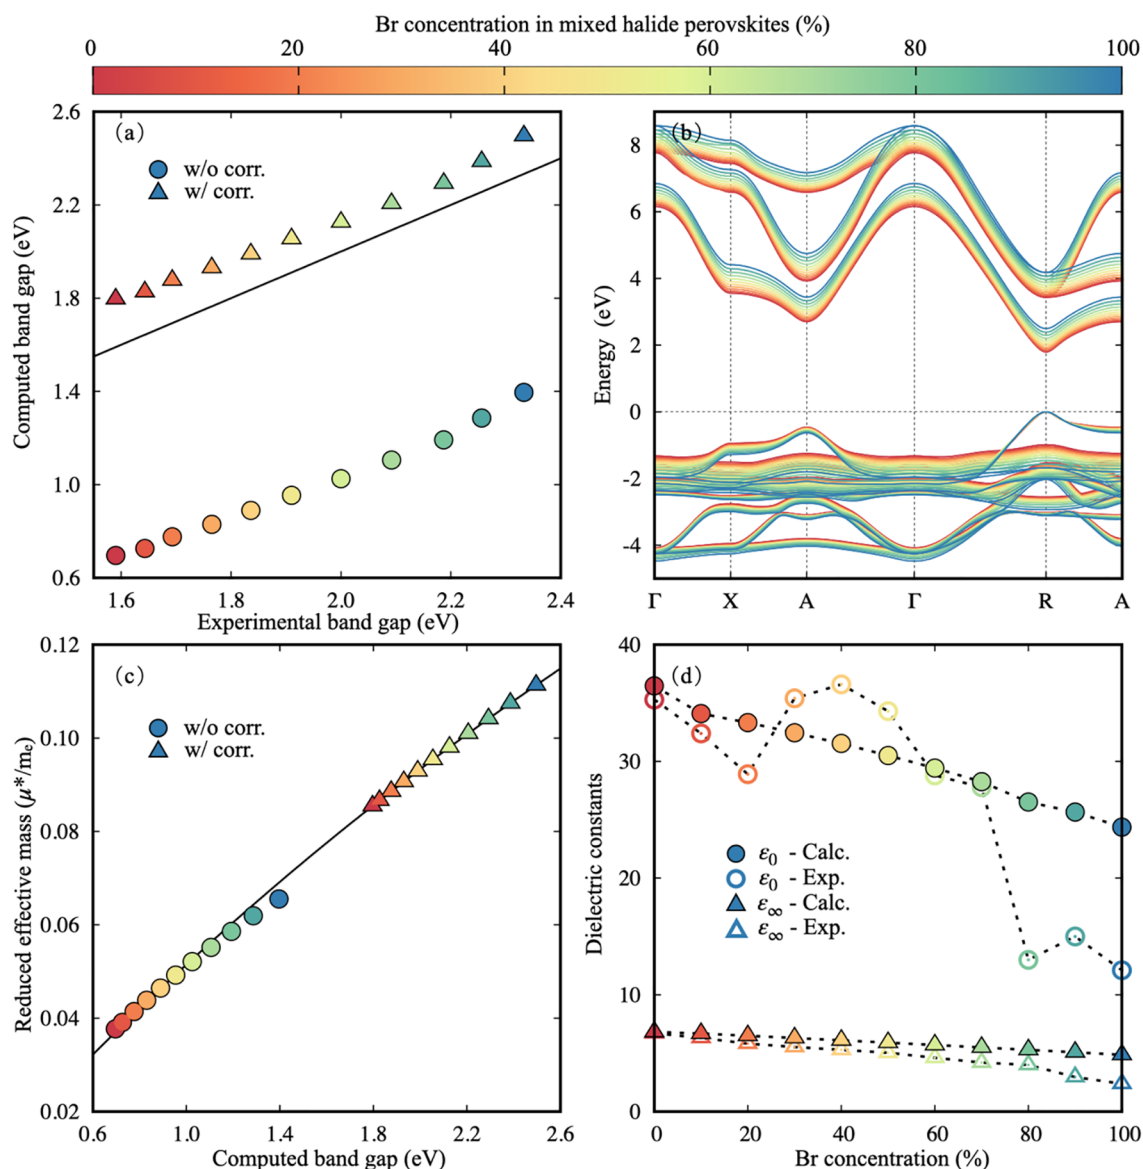 Br concentration in mixed halide perovskites (%)
0 20 40 60 80 100
(a)
w/o corr.
w/ corr.
2.6
2.2
1.8
1.4
1.0
0.6
Computed band gap (eV)
1.6 1.8 2.0 2.2 2.4
Experimental band gap (eV)
(b)
8
6
4
2
0
-2
-4
Energy (eV)
Γ X A Γ R A
(c)
w/o corr.
w/ corr.
0.12
0.10
0.08
0.06
0.04
0.02
Reduced effective mass (μ*/mₑ)
0.6 1.0 1.4 1.8 2.2 2.6
Computed band gap (eV)
(d)
40
30
20
10
0
Dielectric constants
ε₀ - Calc.
ε₀ - Exp.
ε∞ - Calc.
ε∞ - Exp.
0 20 40 60 80 100
Br concentration (%)